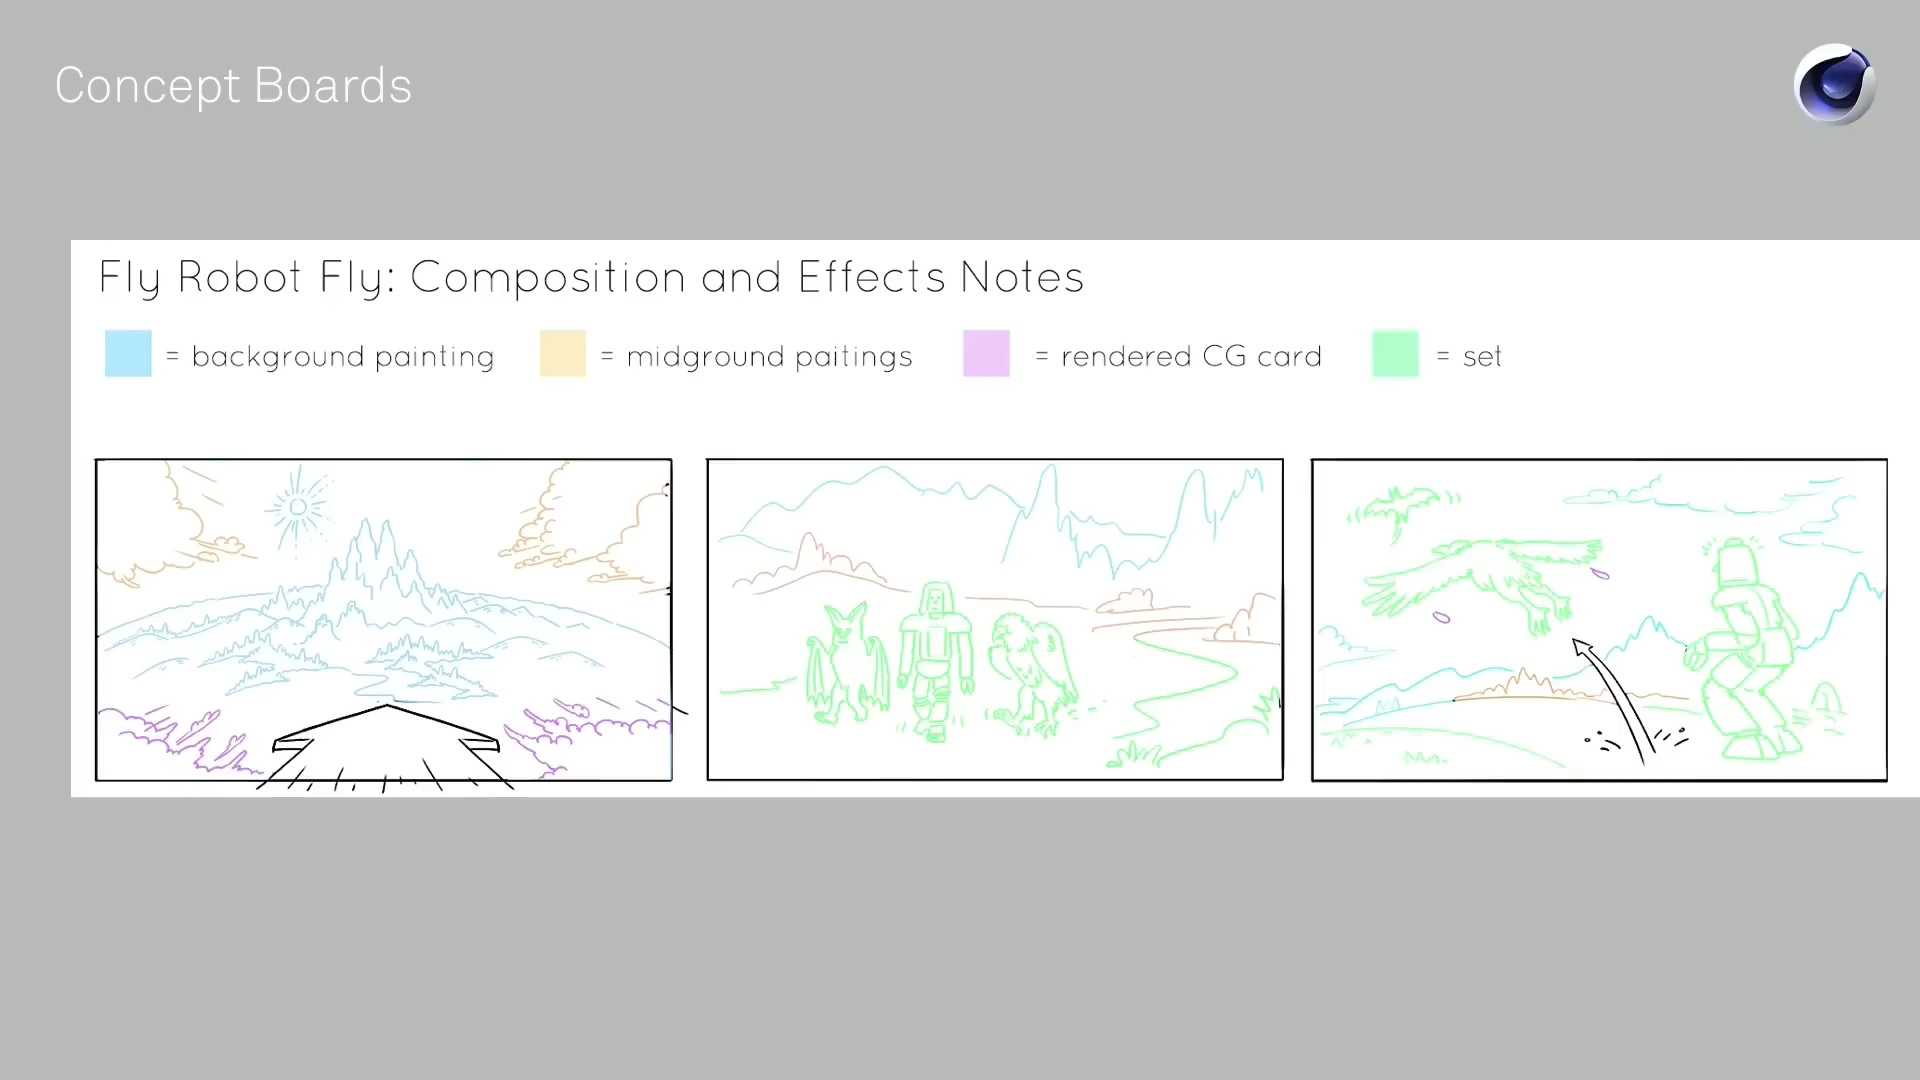 Concept Boards
Fly Robot Fly: Composition and Effects Notes
= background painting = midground paitings = rendered CG card = set